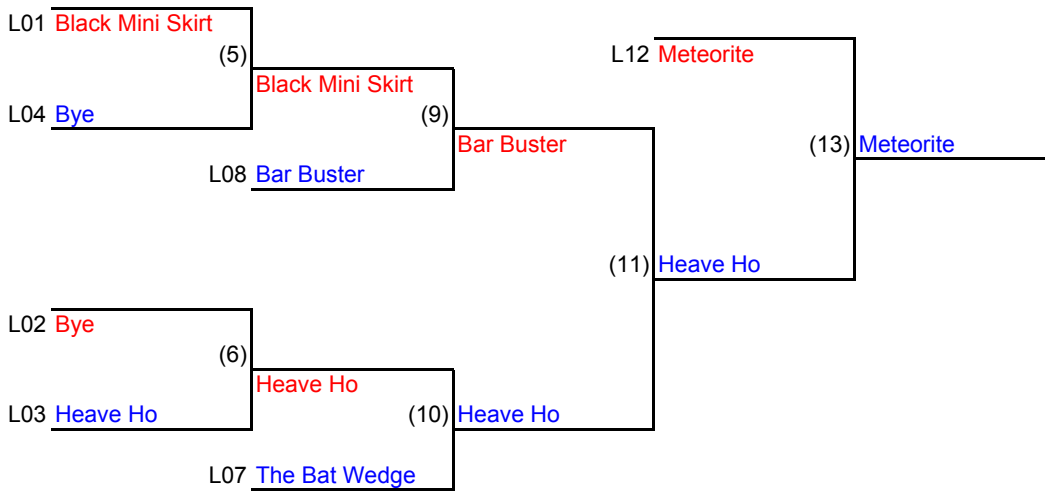 L01 Black Mini Skirt
(5)
L12 Meteorite
Black Mini Skirt
L04 Bye
(9)
Bar Buster
(13) Meteorite
L08 Bar Buster
(11) Heave Ho
L02 Bye
(6)
Heave Ho
L03 Heave Ho
(10) Heave Ho
L07 The Bat Wedge